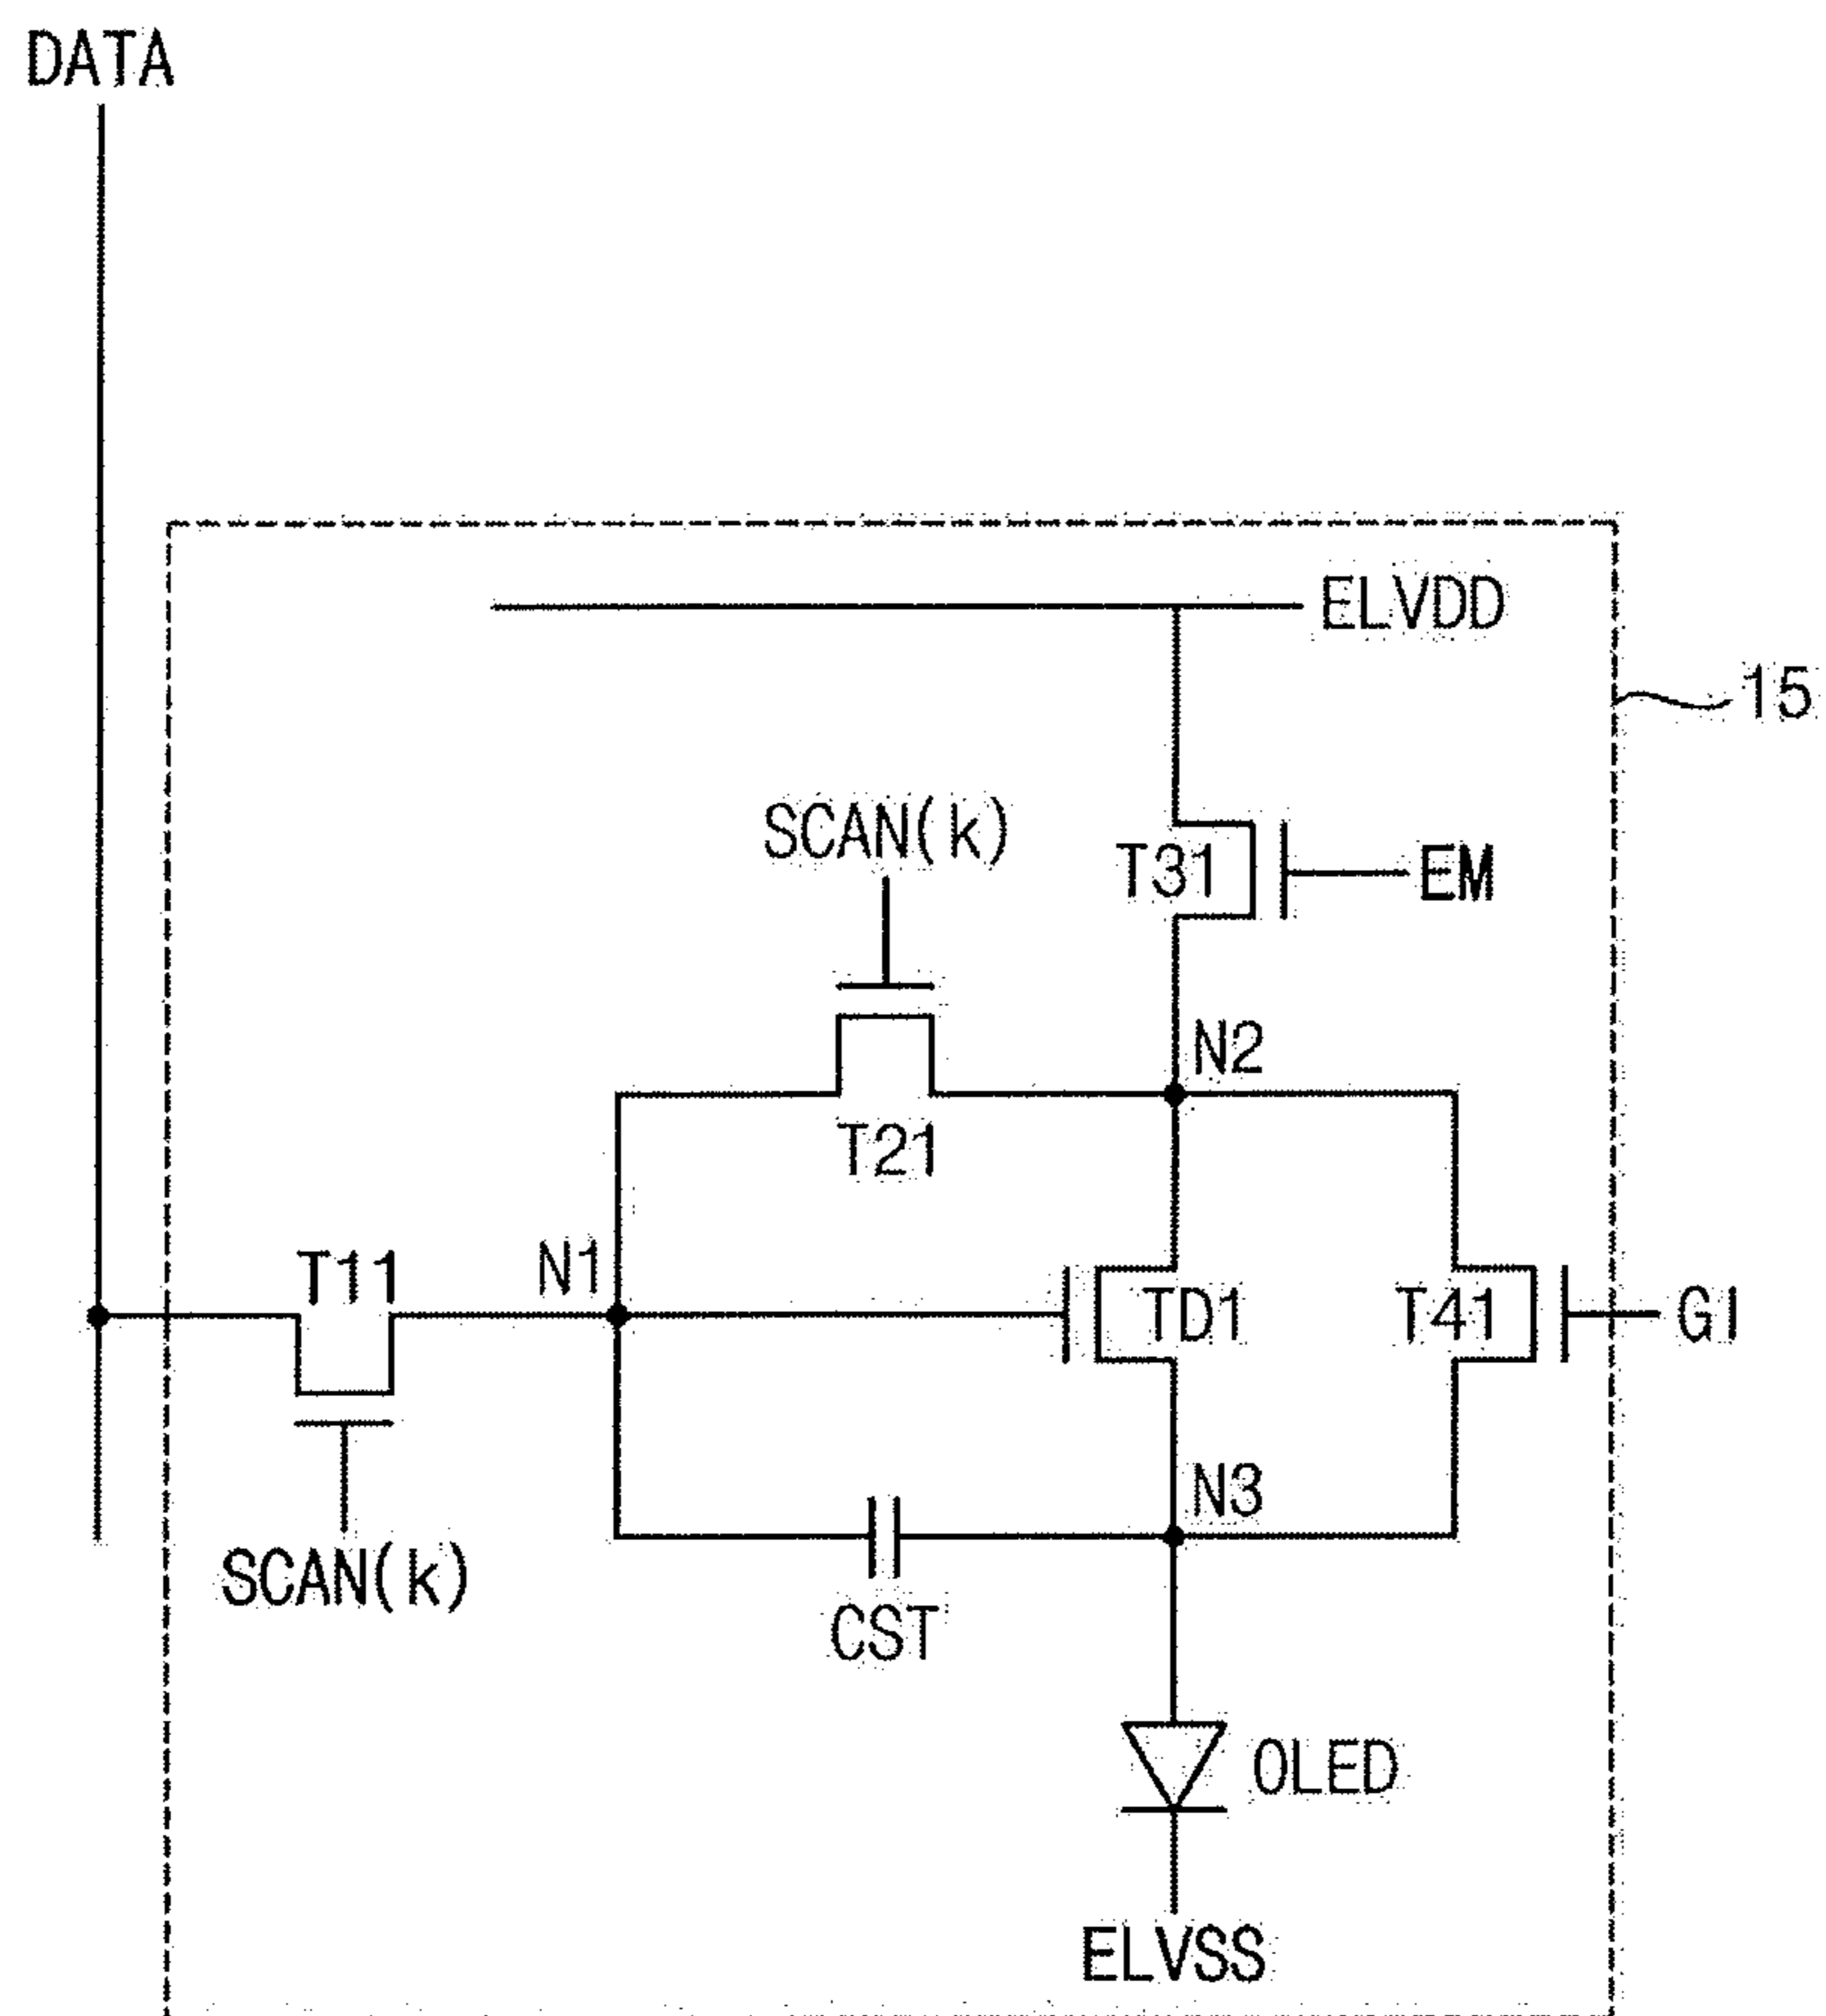 DATA
ELVDD
15
SCAN(k)
T31
EM
N2
T21
T11
N1
TD1
T41
GI
N3
SCAN(k)
CST
OLED
ELVSS